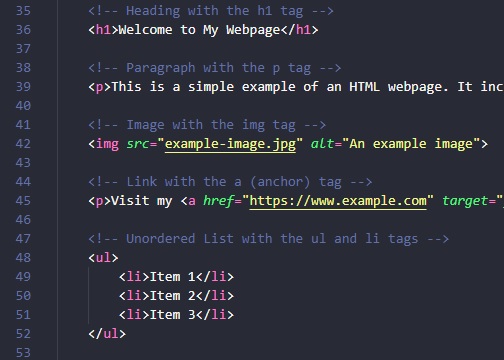 35 <!-- Heading with the h1 tag -->
36 <h1>Welcome to My Webpage</h1>
37
38 <!-- Paragraph with the p tag -->
39 <p>This is a simple example of an HTML webpage. It inc
40
41 <!-- Image with the img tag -->
42 <img src="example-image.jpg" alt="An example image">
43
44 <!-- Link with the a (anchor) tag -->
45 <p>Visit my <a href="https://www.example.com" target="
46
47 <!-- Unordered List with the ul and li tags -->
48 <ul>
49 <li>Item 1</li>
50 <li>Item 2</li>
51 <li>Item 3</li>
52 </ul>
53